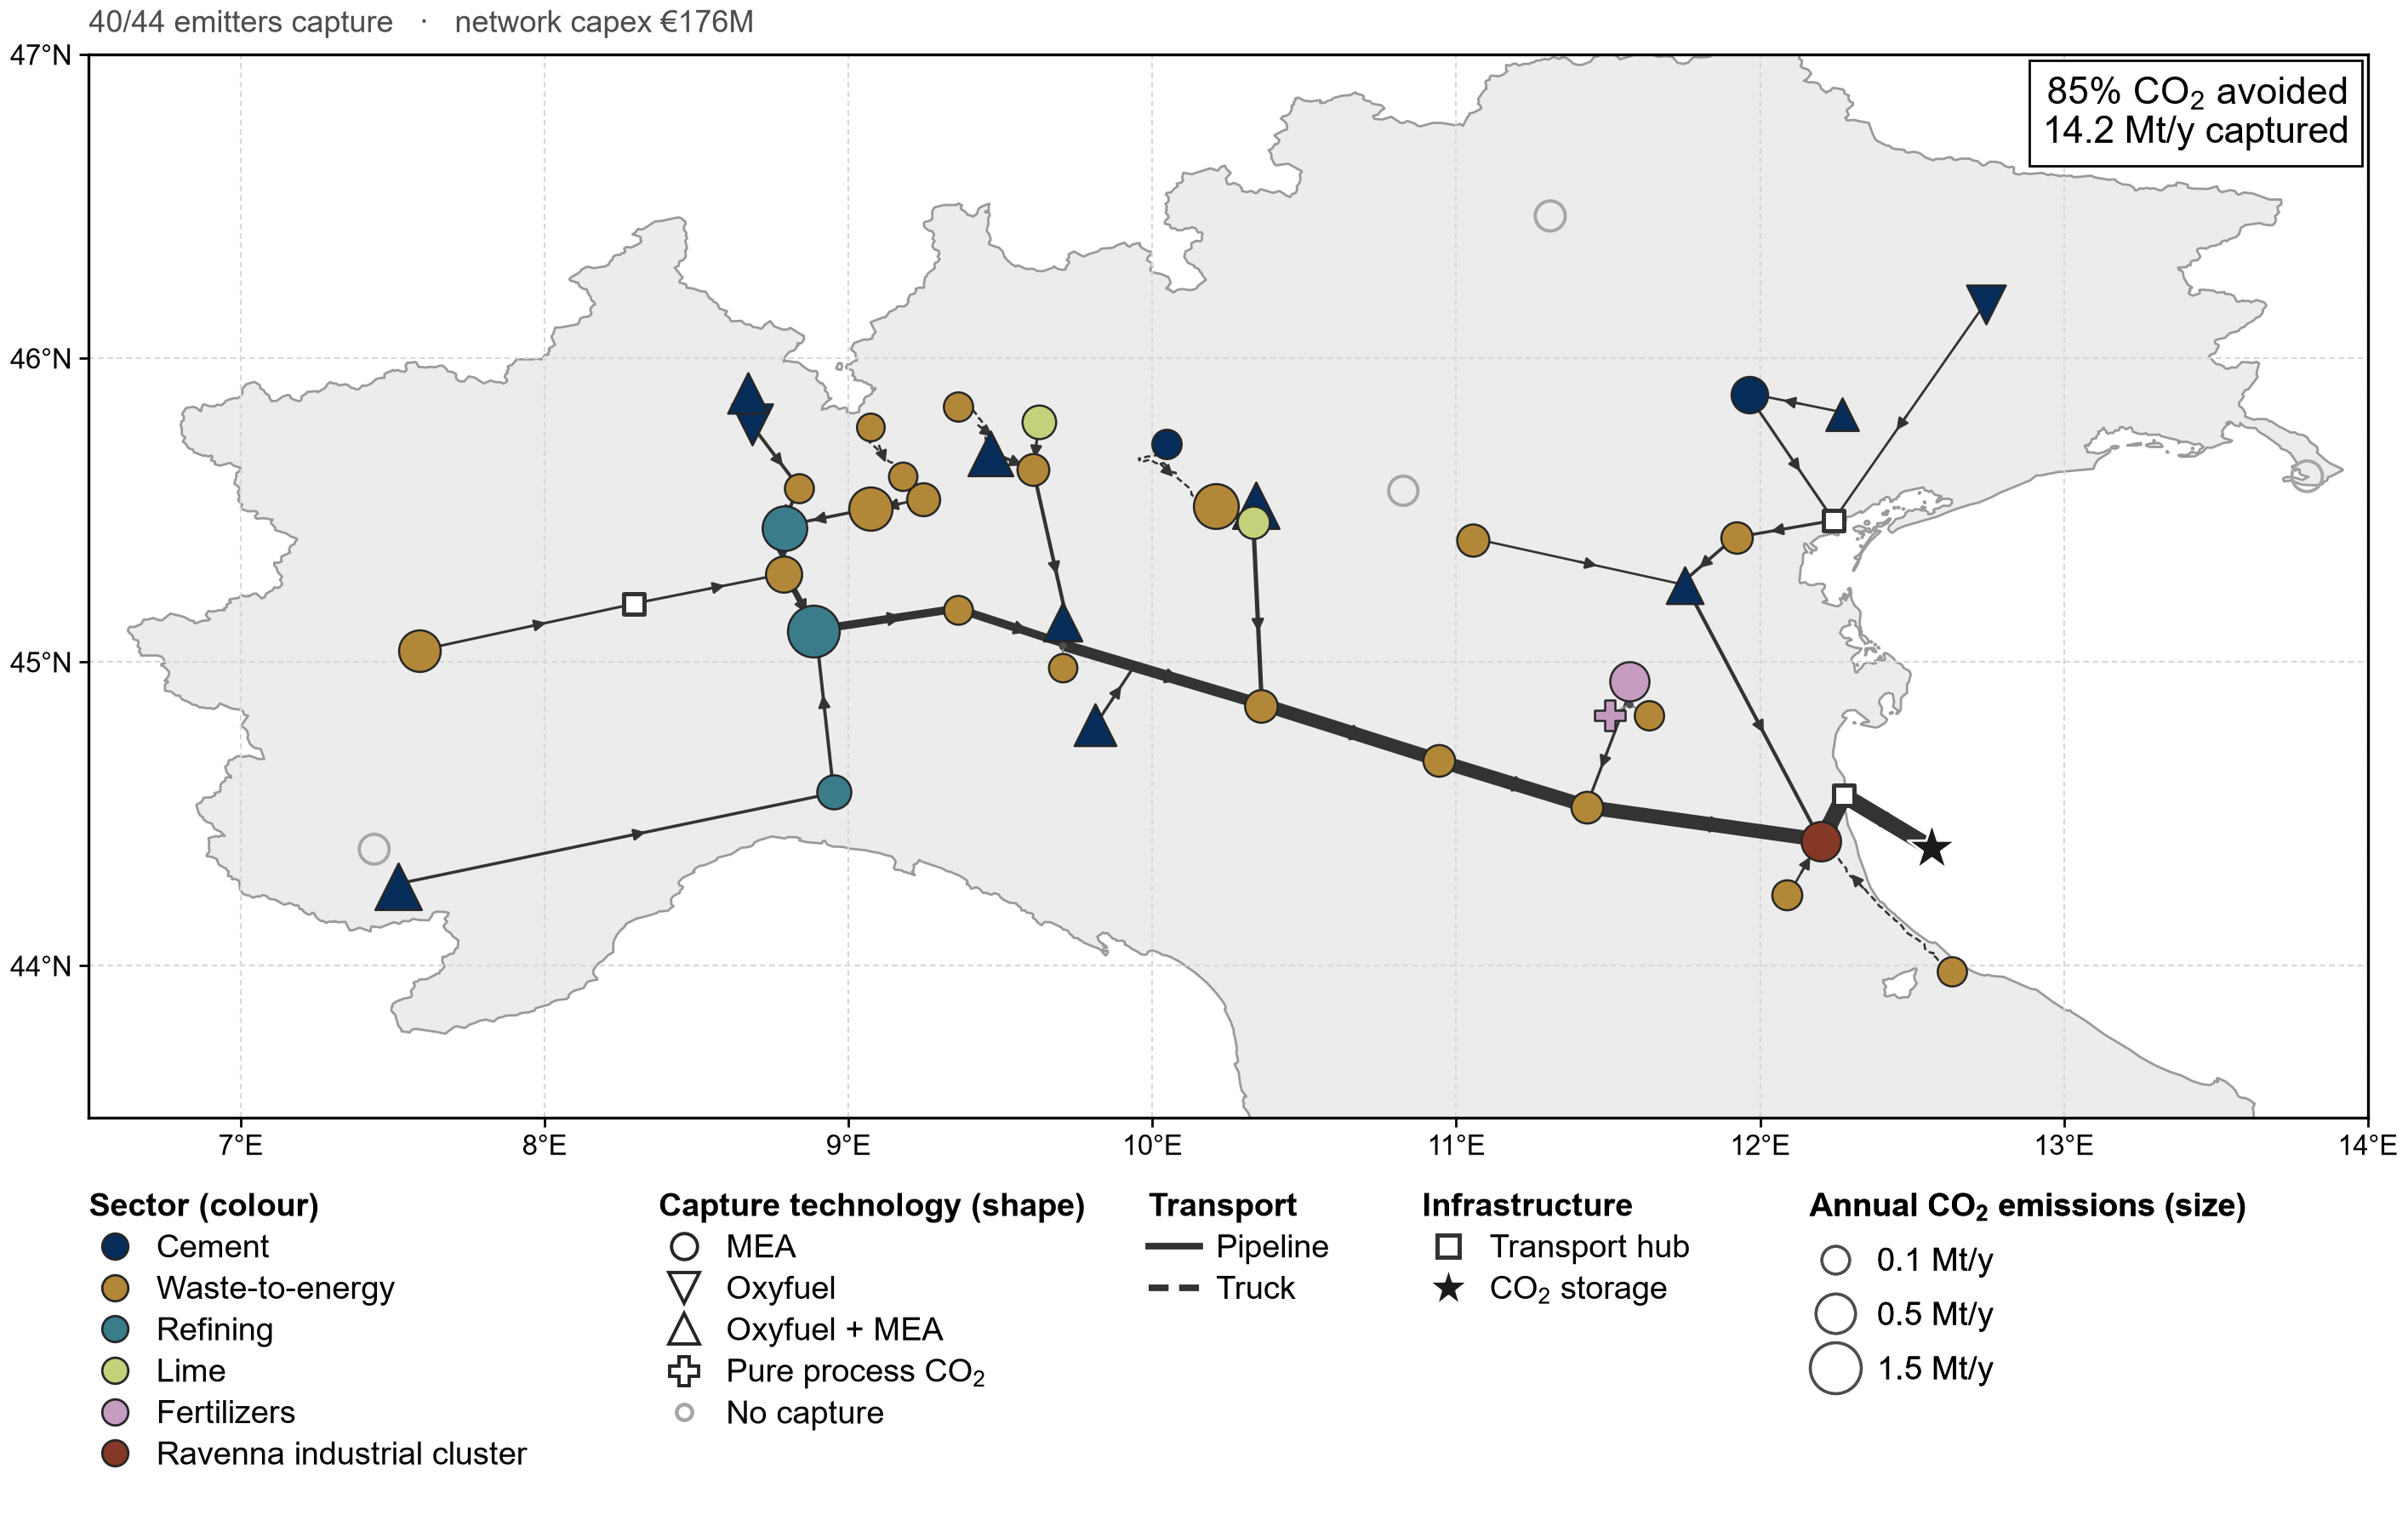 40/44 emitters capture · network capex €176M
85% CO₂ avoided
14.2 Mt/y captured
47°N
46°N
45°N
44°N
7°E 8°E 9°E 10°E 11°E 12°E 13°E 14°E
Sector (colour)
Cement
Waste-to-energy
Refining
Lime
Fertilizers
Ravenna industrial cluster
Capture technology (shape)
MEA
Oxyfuel
Oxyfuel + MEA
Pure process CO₂
No capture
Transport
Pipeline
Truck
Infrastructure
Transport hub
CO₂ storage
Annual CO₂ emissions (size)
0.1 Mt/y
0.5 Mt/y
1.5 Mt/y